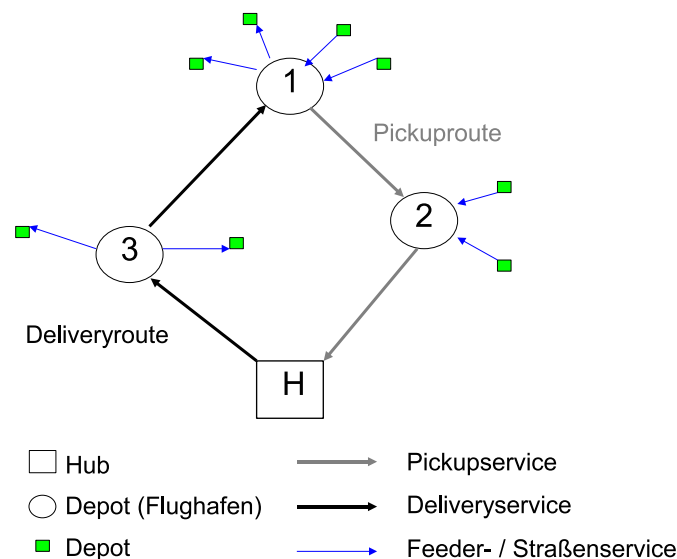 1
Pickuproute
2
3
Deliveryroute
H
Hub
Pickupservice
Depot (Flughafen)
Deliveryservice
Depot
Feeder- / Straßenservice